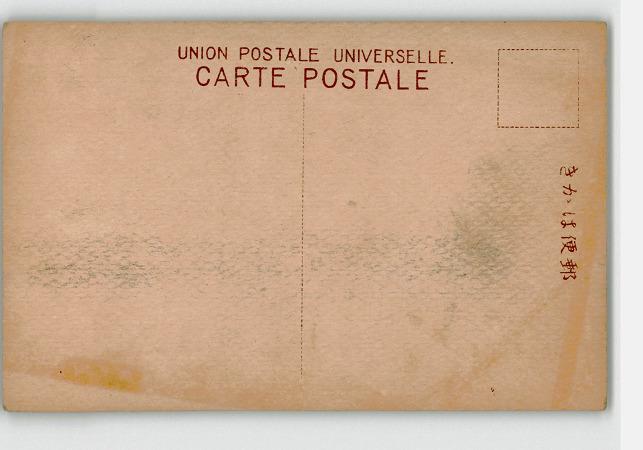 UNION POSTALE UNIVERSELLE.
CARTE POSTALE
郵便はかき